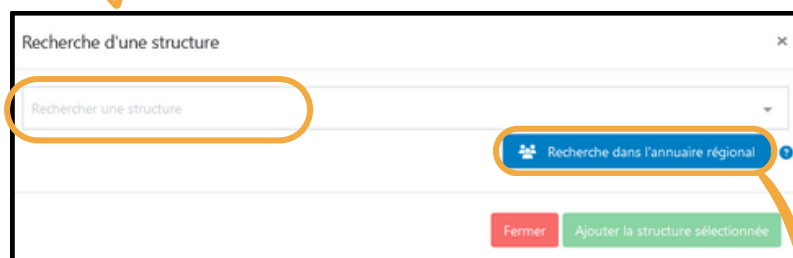 Recherche d'une structure
×
Rechercher une structure
Recherche dans l'annuaire régional ?
Fermer Ajouter la structure sélectionnée